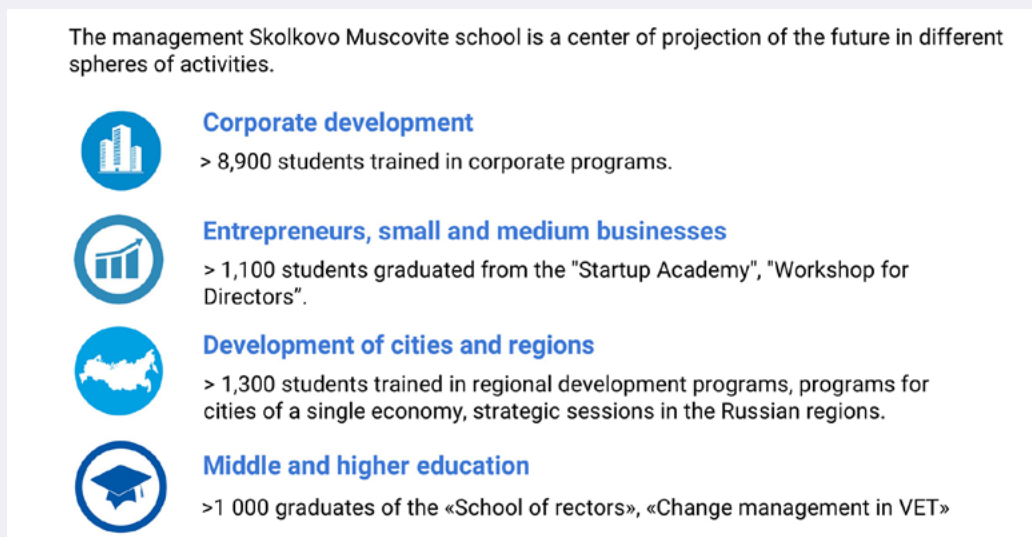 The management Skolkovo Muscovite school is a center of projection of the future in different
spheres of activities.
Corporate development
> 8,900 students trained in corporate programs.
Entrepreneurs, small and medium businesses
> 1,100 students graduated from the "Startup Academy", "Workshop for
Directors”.
Development of cities and regions
> 1,300 students trained in regional development programs, programs for
cities of a single economy, strategic sessions in the Russian regions.
Middle and higher education
>1 000 graduates of the «School of rectors», «Change management in VET»